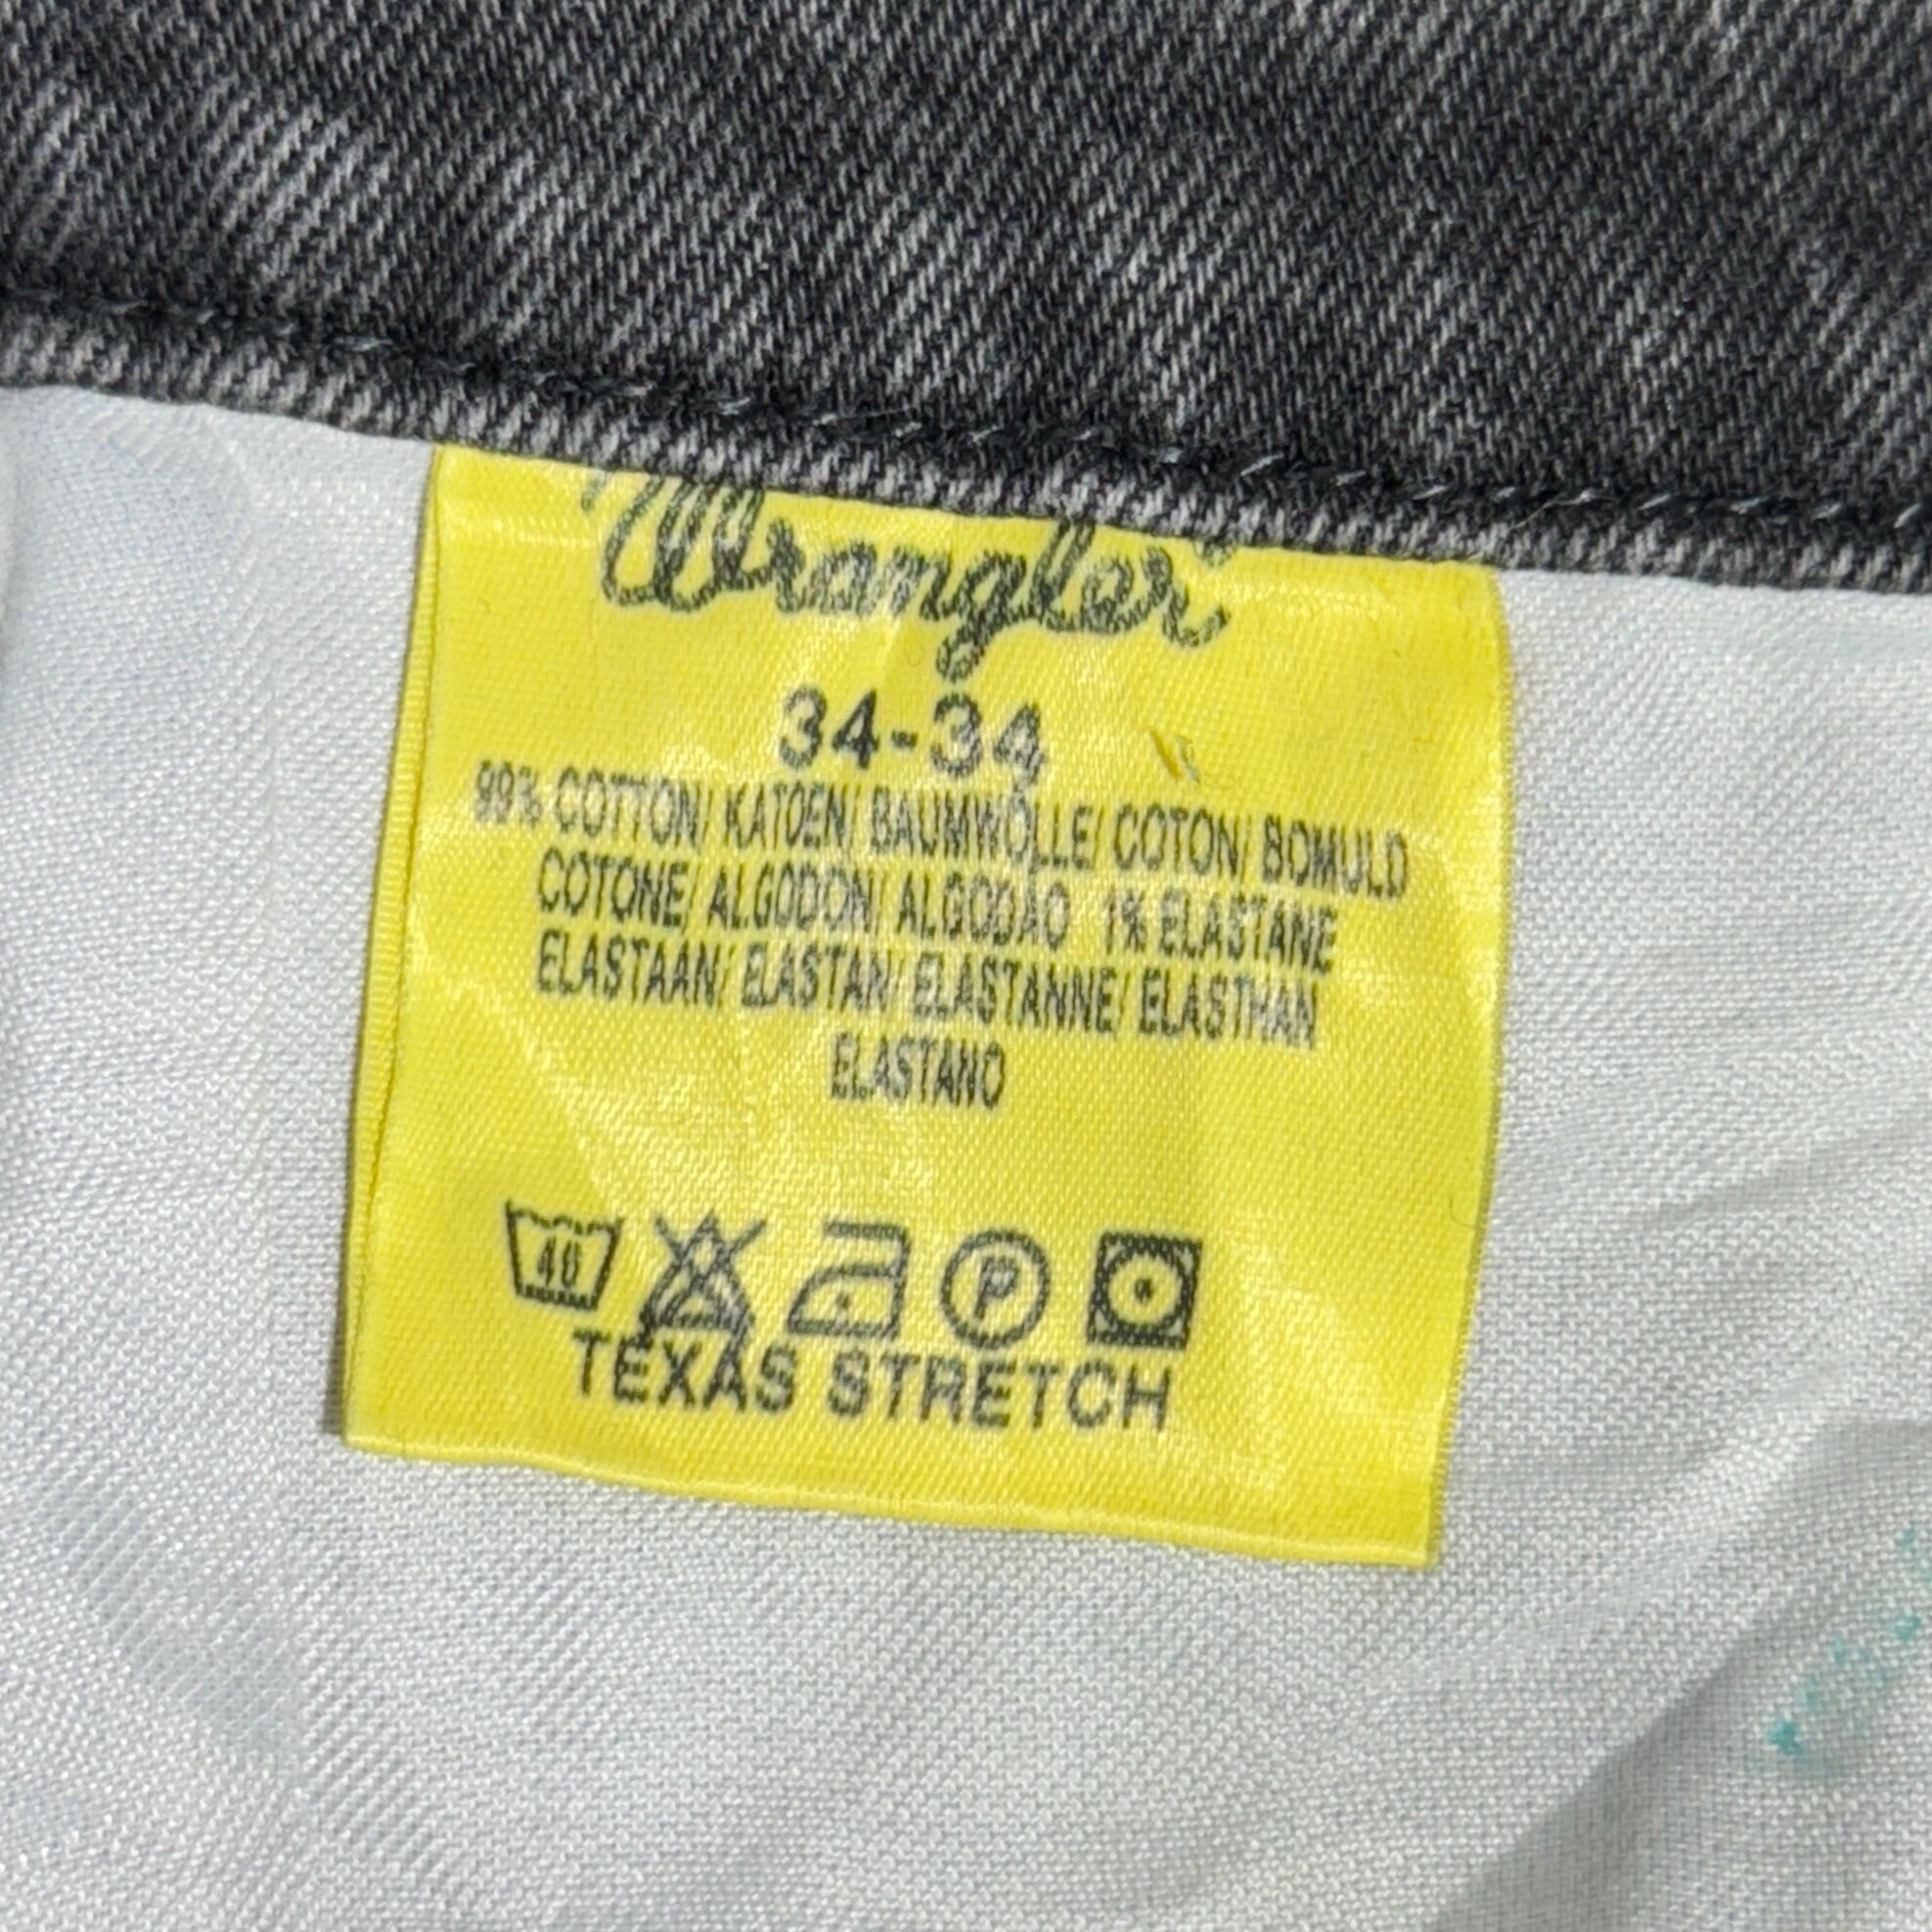 Wrangler
34-34
99% COTTON/ KATOEN/ BAUMWOLLE/ COTON/ BOMULD
COTONE/ ALGODON/ ALGODÃO 1% ELASTANE
ELASTAAN/ ELASTAN/ ELASTANNE/ ELASTHAN
ELASTANO
40 P
TEXAS STRETCH